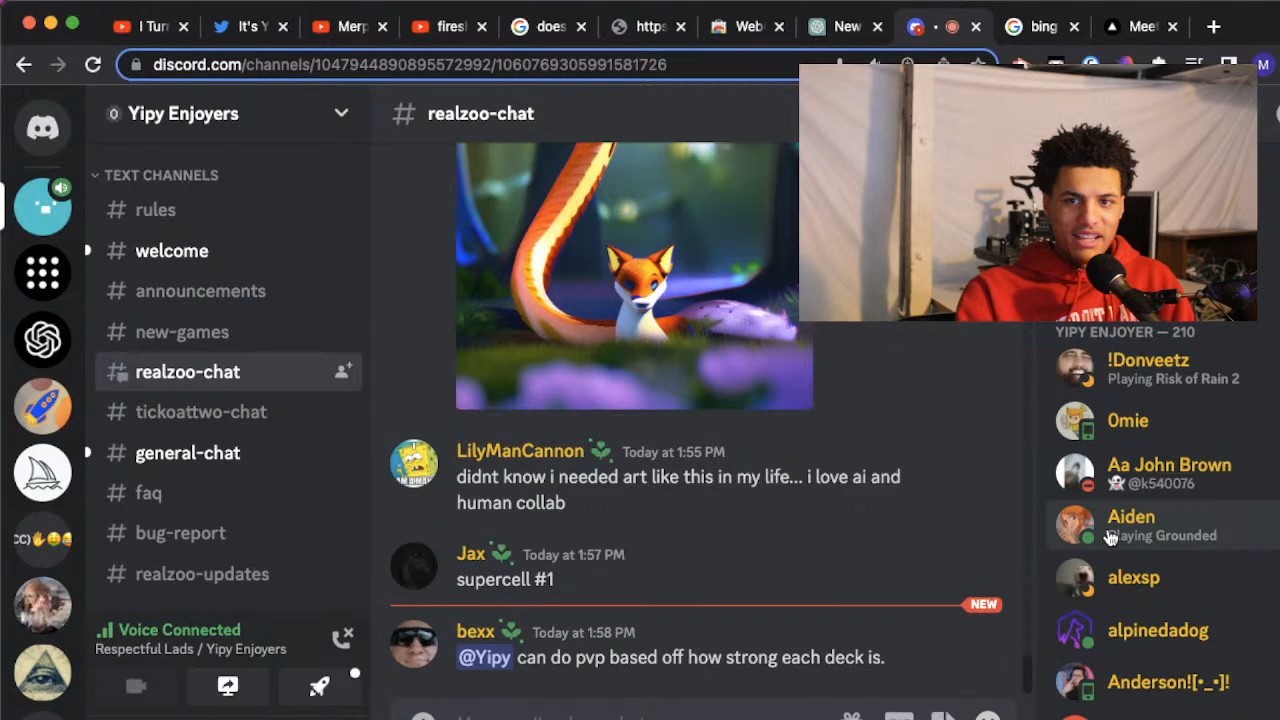 I Turn
It's Y
Merp
firesh
does
https
Web
New
bing
Meet
discord.com/channels/1047944890895572992/1060769305991581726
M
Yipy Enjoyers
TEXT CHANNELS
# rules
# welcome
# announcements
# new-games
# realzoo-chat
# tickoattwo-chat
# general-chat
# faq
# bug-report
# realzoo-updates
CC)
Voice Connected
Respectful Lads / Yipy Enjoyers
# realzoo-chat
LilyManCannon Today at 1:55 PM
didnt know i needed art like this in my life... i love ai and
human collab
Jax Today at 1:57 PM
supercell #1
NEW
bexx Today at 1:58 PM
@Yipy can do pvp based off how strong each deck is.
YIPY ENJOYER — 210
!Donveetz
Playing Risk of Rain 2
0mie
Aa John Brown
@k540076
Aiden
Playing Grounded
alexsp
alpinedadog
Anderson![•_•]!